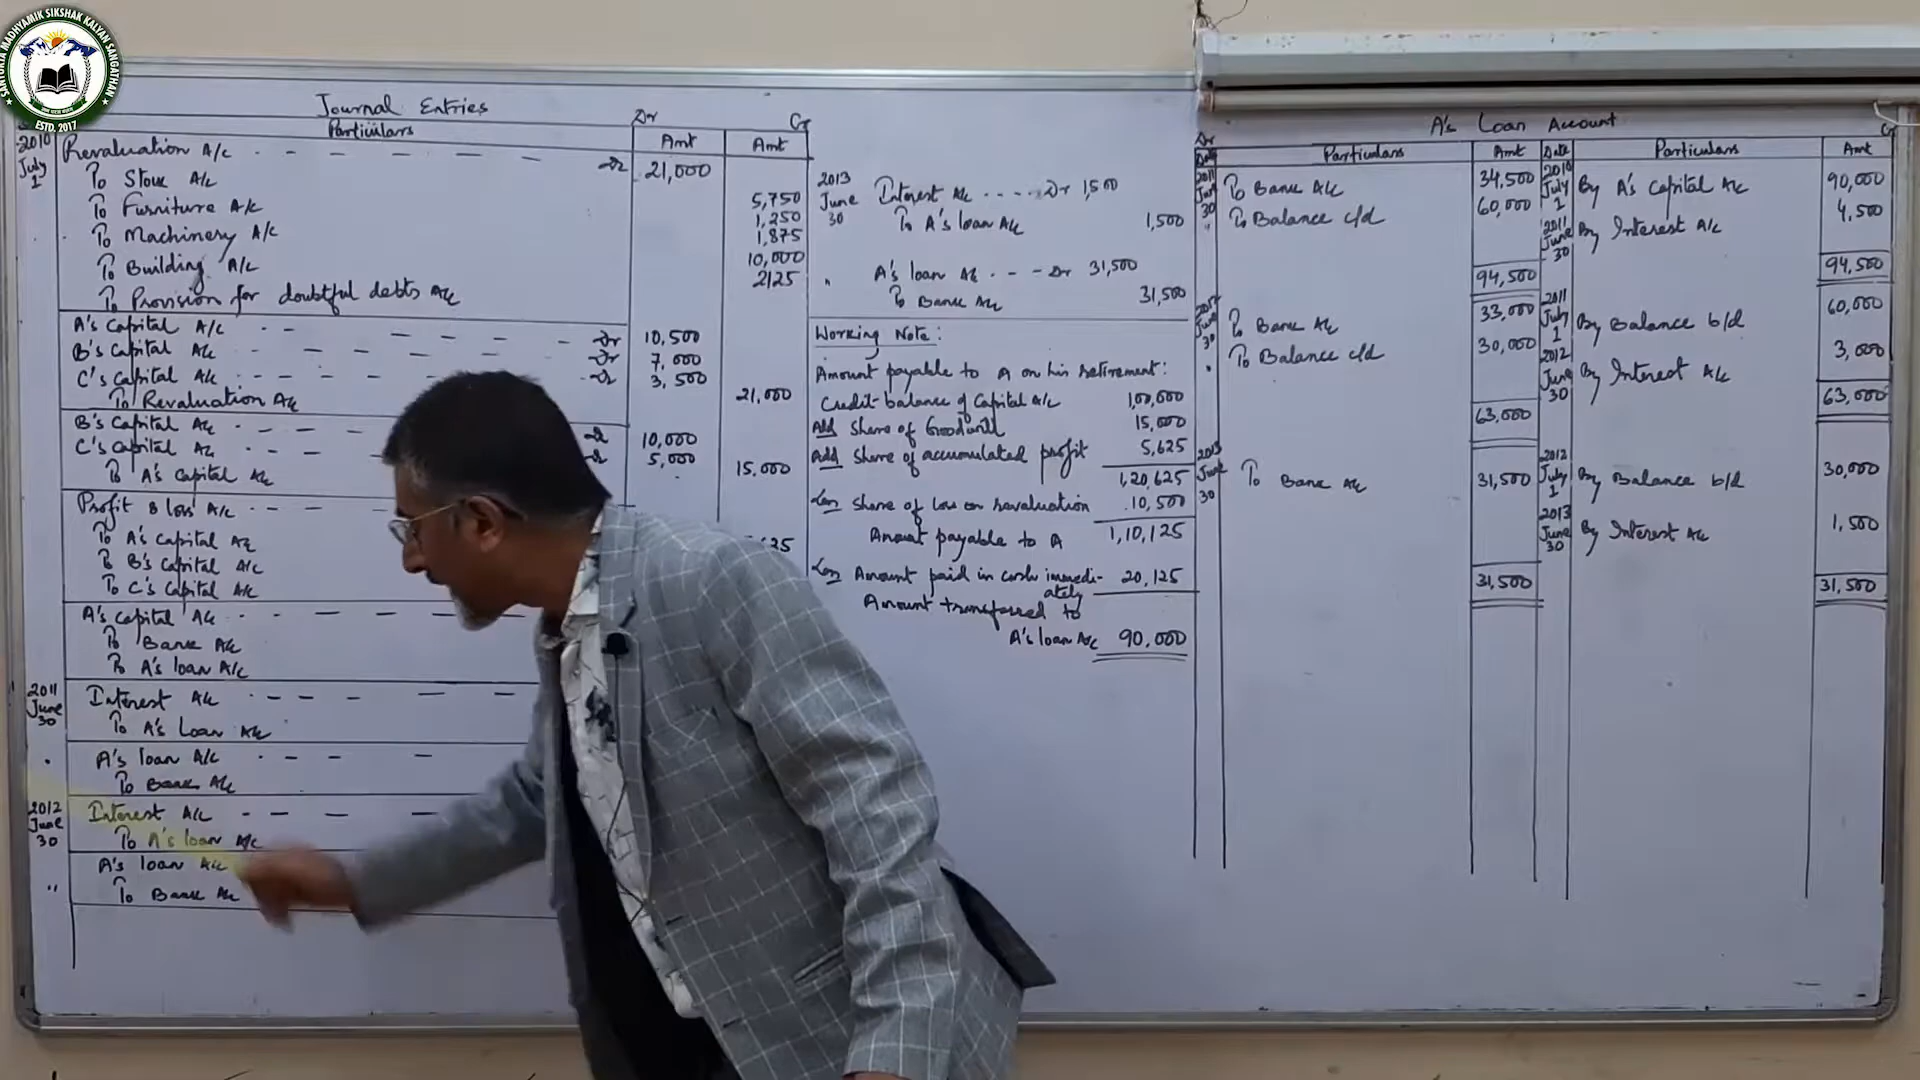 SANYUKTA MADHYAMIK SIKSHAK KALYAN SANGATHAN
ESTD. 2017
Journal Entries
Particulars
Dr
Amt
Cr
Amt
2010
July
1
Revaluation A/c - - - - - - Dr 21,000
To Stock A/c 5,750
To Furniture A/c 1,250
To Machinery A/c 1,875
To Building A/c 10,000
To Provision for doubtful debts A/c 2125
A's Capital A/c - - - - - - Dr 10,500
B's Capital A/c - - - - - - Dr 7,000
C's Capital A/c - - - - - - Dr 3,500
To Revaluation A/c 21,000
B's Capital A/c - - - - Dr 10,000
C's Capital A/c - - - Dr 5,000
To A's Capital A/c 15,000
Profit & loss A/c - - -
To A's Capital A/c
To B's Capital A/c
To C's Capital A/c
A's Capital A/c - - - -
To Bank A/c
To A's loan A/c
2011
June
30
Interest A/c - - - - -
To A's Loan A/c
A's loan A/c - - - -
To Bank A/c
2012
June
30
Interest A/c - - - -
To A's loan A/c
"
A's loan A/c
To Bank A/c
2013
June
30
Interest A/c - - - - Dr 1,500
To A's loan A/c 1,500
"
A's loan A/c - - - Dr 31,500
To Bank A/c 31,500
Working Note:
Amount payable to A on his retirement:
Credit balance of Capital A/c 1,00,000
Add Share of Goodwill 15,000
Add Share of accumulated profit 5,625
1,20,625
Less Share of loss on revaluation 10,500
Amount payable to A 1,10,125
Less Amount paid in cash immedi-
ately 20,125
Amount transferred to
A's loan A/c 90,000
A's Loan Account
Dr
Cr
Date
Particulars
Amt
Date
Particulars
Amt
2011
June
30
To Bank A/c 34,500
"
To Balance c/d 60,000
94,500
2012
June
30
To Bank A/c 33,000
To Balance c/d 30,000
63,000
2013
June
30
To Bank A/c 31,500
31,500
2010
July
1
By A's Capital A/c 90,000
2011
June
30
By Interest A/c 4,500
94,500
2011
July
1
By Balance b/d 60,000
2012
June
30
By Interest A/c 3,000
63,000
2012
July
1
By Balance b/d 30,000
2013
June
30
By Interest A/c 1,500
31,500